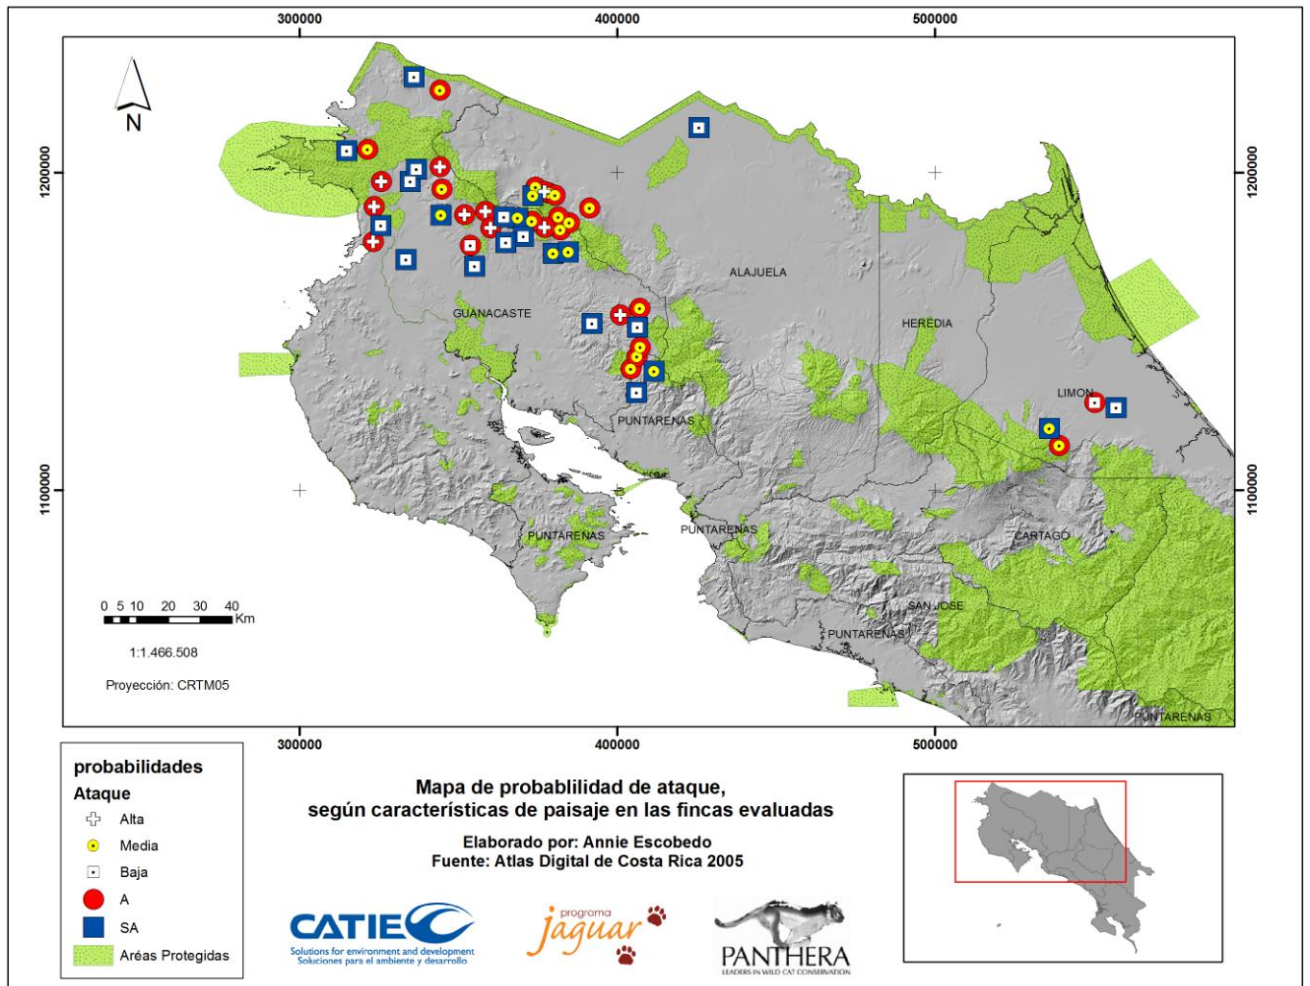 300000
400000
500000
1200000
1200000
N
ALAJUELA
GUANACASTE
HEREDIA
LIMON
PUNTARENAS
1100000
1100000
PUNTARENAS
PUNTARENAS
CARTAGO
SAN JOSE
PUNTARENAS
0 5 10 20 30 40
Km
1:1.466.508
Proyección: CRTM05
PUNTARENAS
300000
400000
500000
probabilidades
Ataque
Alta
Media
Baja
A
SA
Aréas Protegidas
Mapa de probablilidad de ataque,
según características de paisaje en las fincas evaluadas
Elaborado por: Annie Escobedo
Fuente: Atlas Digital de Costa Rica 2005
CATIE
Solutions for environment and development
Soluciones para el ambiente y desarrollo
programa
jaguar
PANTHERA
LEADERS IN WILD CAT CONSERVATION